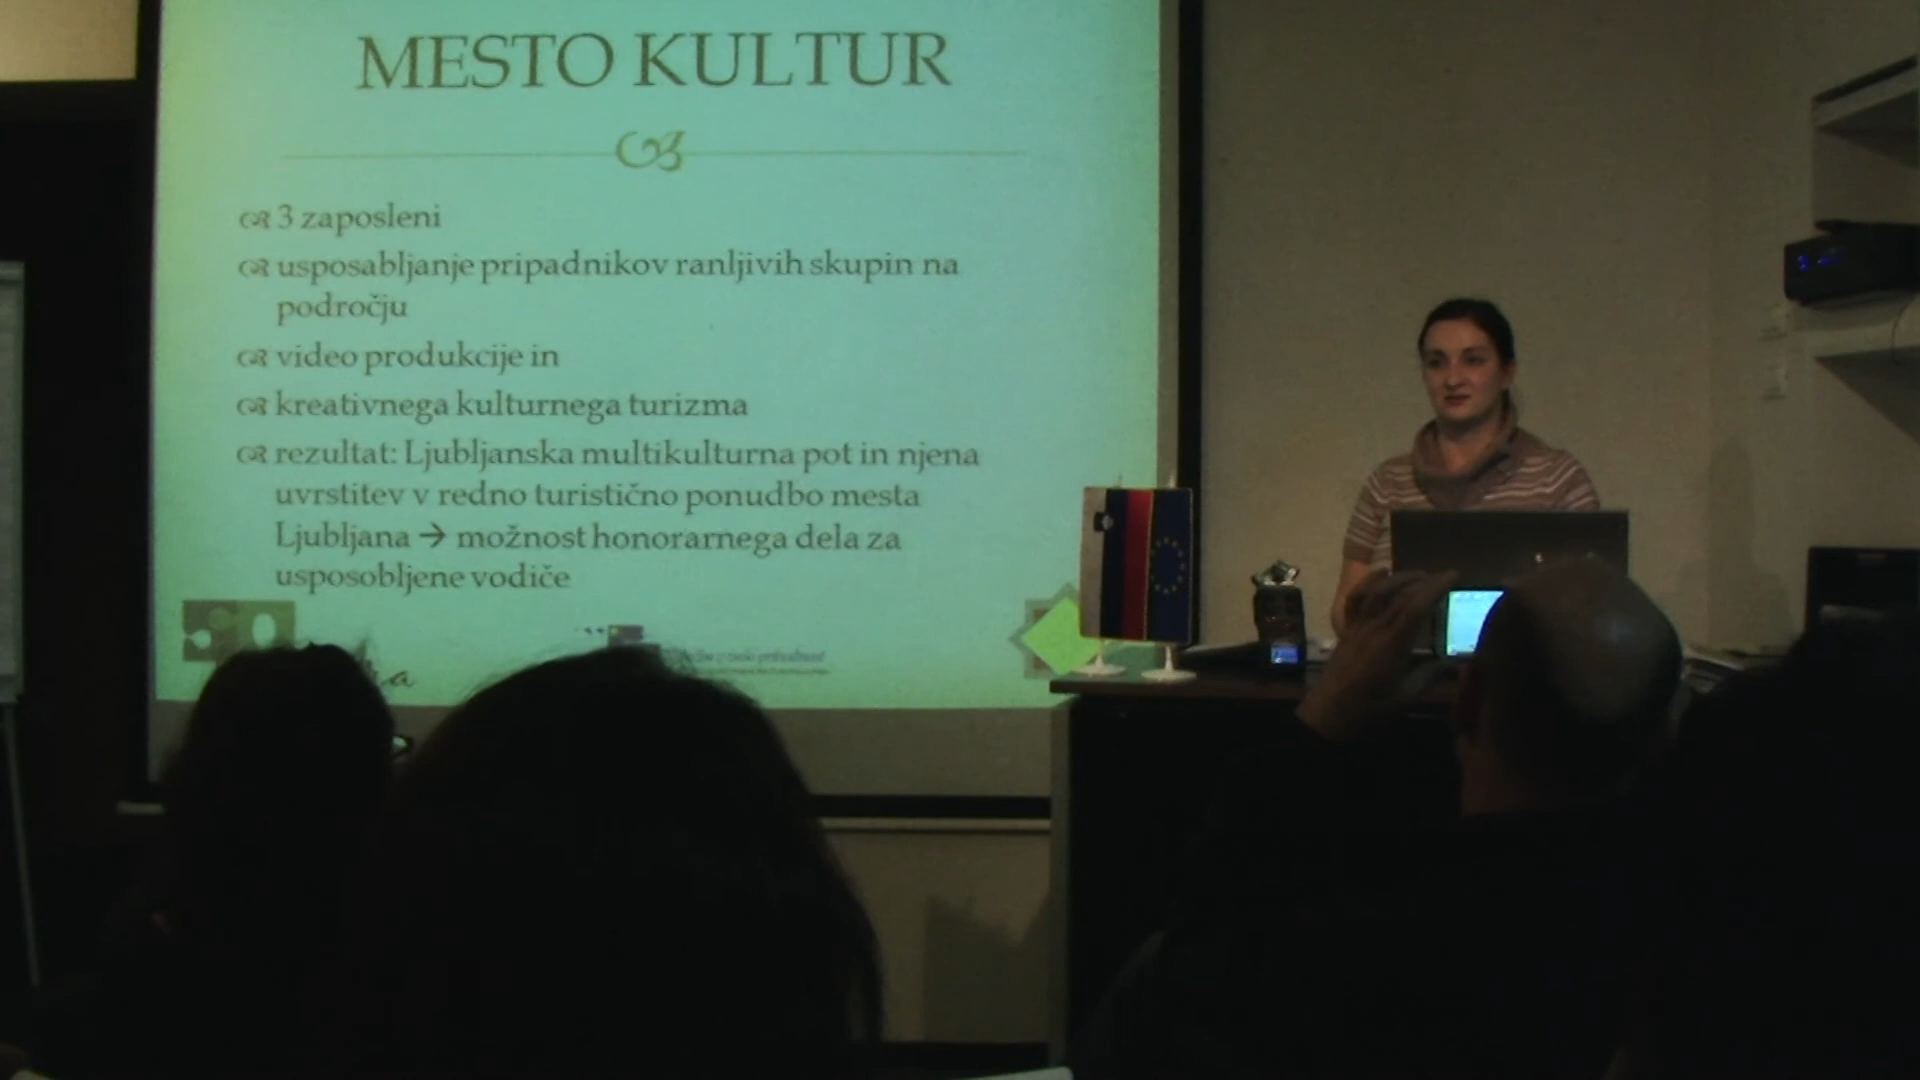 MESTO KULTUR
3 zaposleni
usposabljanje pripadnikov ranljivih skupin na
področju
video produkcije in
kreativnega kulturnega turizma
rezultat: Ljubljanska multikulturna pot in njena
uvrstitev v redno turistično ponudbo mesta
Ljubljana → možnost honorarnega dela za
usposobljene vodiče